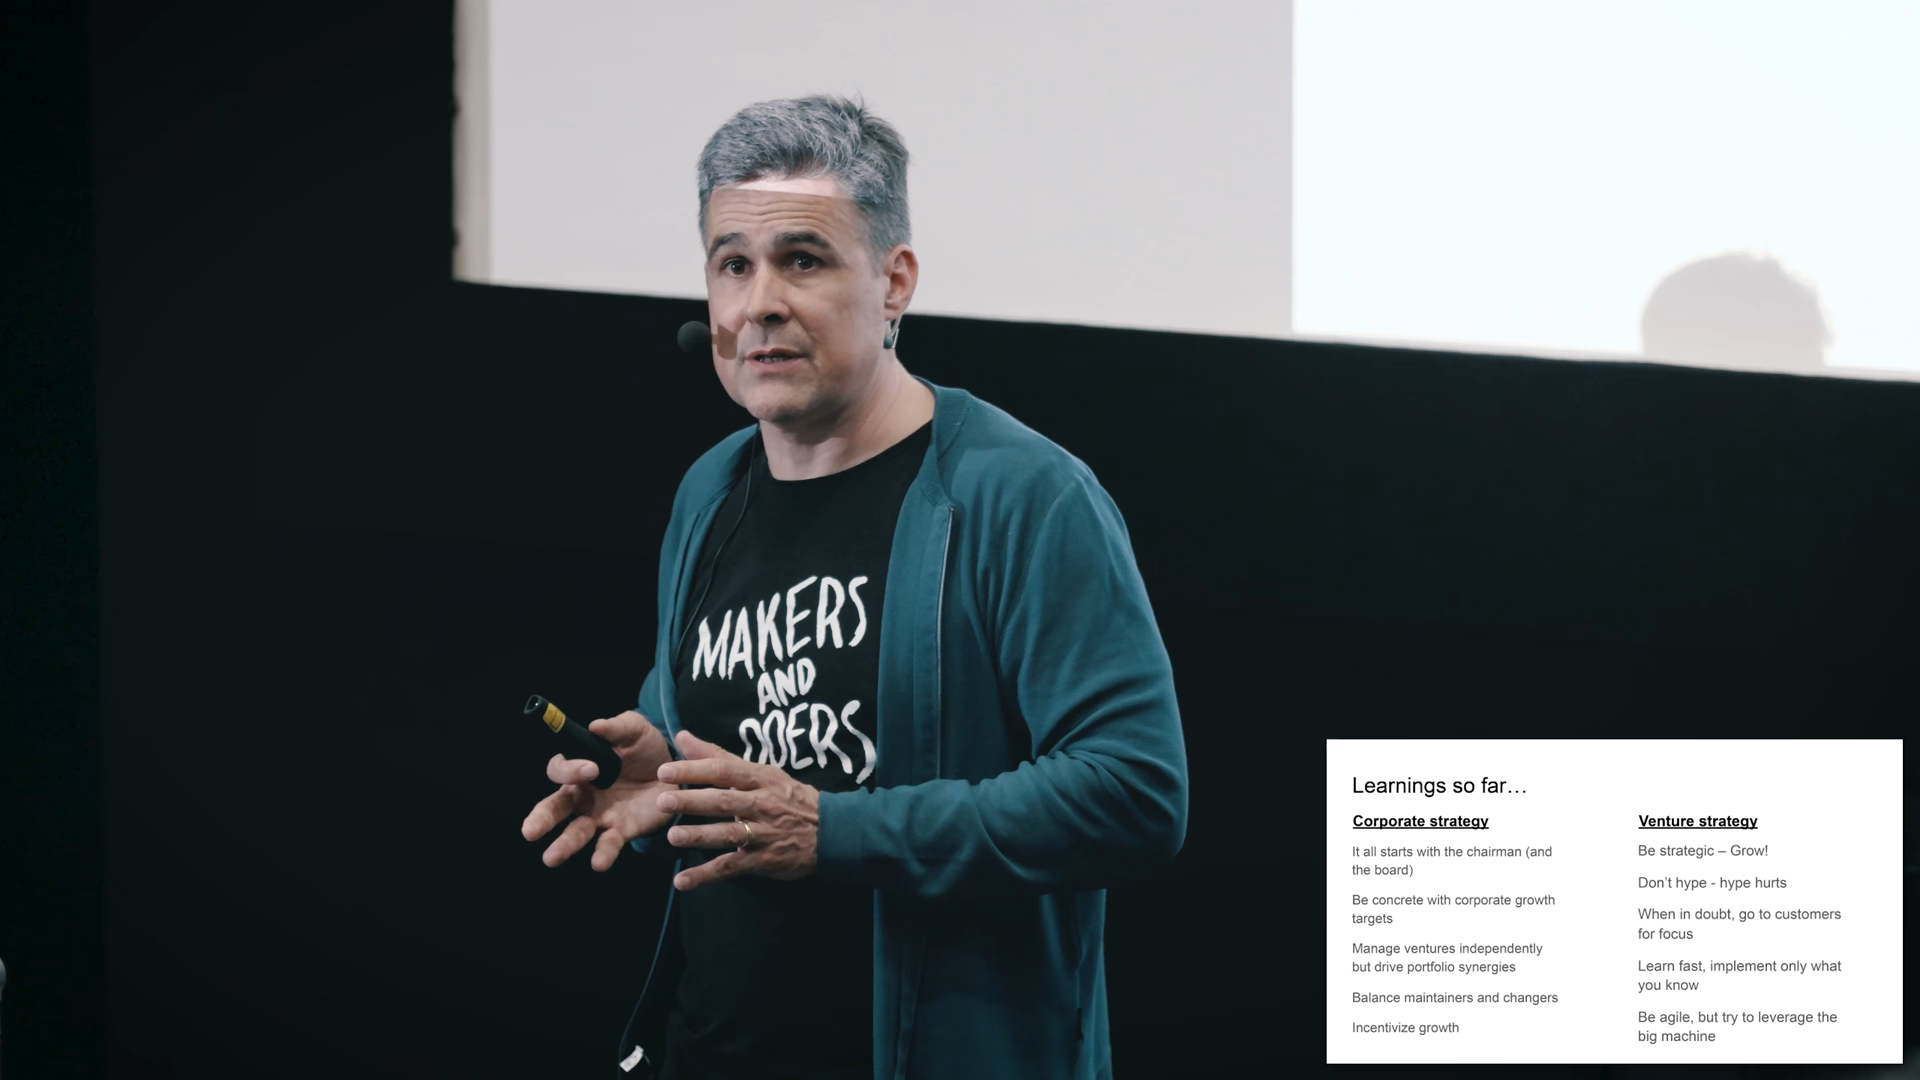 MAKERS
AND
DOERS
Learnings so far…
Corporate strategy
It all starts with the chairman (and
the board)
Be concrete with corporate growth
targets
Manage ventures independently
but drive portfolio synergies
Balance maintainers and changers
Incentivize growth
Venture strategy
Be strategic – Grow!
Don’t hype - hype hurts
When in doubt, go to customers
for focus
Learn fast, implement only what
you know
Be agile, but try to leverage the
big machine